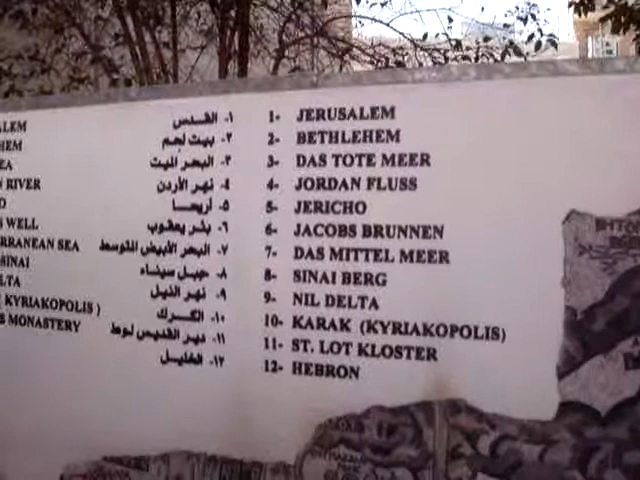 LEM
HEM
EA
RIVER
WELL
RRANEAN SEA
SINAI
LTA
KYRIAKOPOLIS )
S MONASTERY
١- القدس
٢- بيت لحم
٣- البحر الميت
٤- نهر الأردن
٥- أريحا
٦- بئر يعقوب
٧- البحر الأبيض المتوسط
٨- جبل سيناء
٩- نهر النيل
١٠- الكرك
١١- دير القديس لوط
١٢- الخليل
1- JERUSALEM
2- BETHLEHEM
3- DAS TOTE MEER
4- JORDAN FLUSS
5- JERICHO
6- JACOBS BRUNNEN
7- DAS MITTEL MEER
8- SINAI BERG
9- NIL DELTA
10- KARAK (KYRIAKOPOLIS)
11- ST. LOT KLOSTER
12- HEBRON